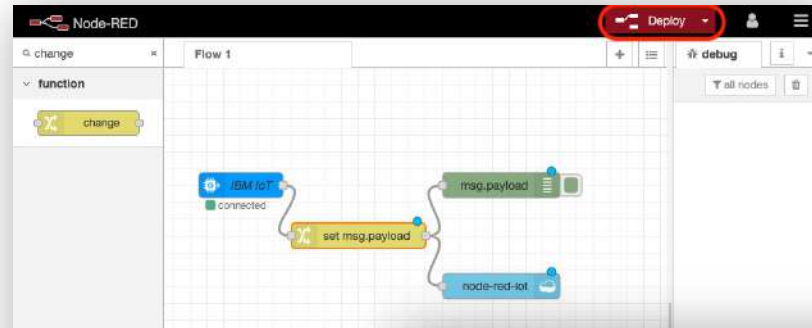 Node-RED
Deploy
change
Flow 1
debug
i
function
all nodes
change
IBM IoT
connected
msg.payload
set msg.payload
node-red-iot